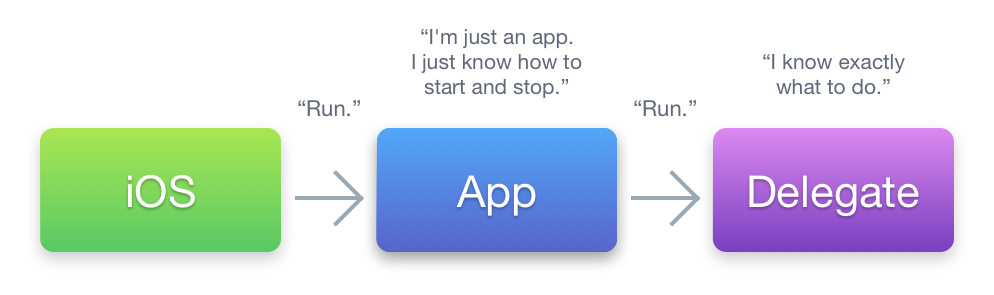 “I'm just an app.
I just know how to
start and stop.”
“I know exactly
what to do.”
“Run.”
“Run.”
iOS
App
Delegate